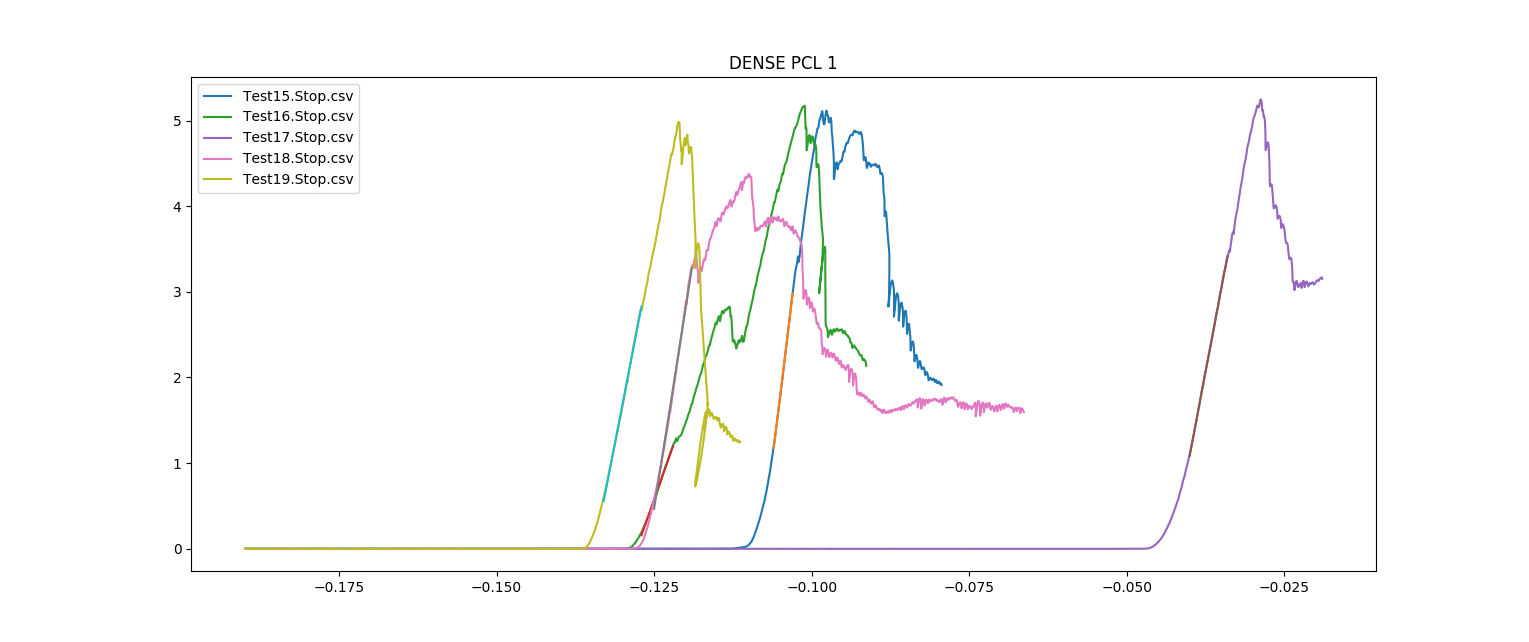 DENSE PCL 1
Test15.Stop.csv
Test16.Stop.csv
Test17.Stop.csv
Test18.Stop.csv
Test19.Stop.csv
5
4
3
2
1
0
−0.175
−0.150
−0.125
−0.100
−0.075
−0.050
−0.025